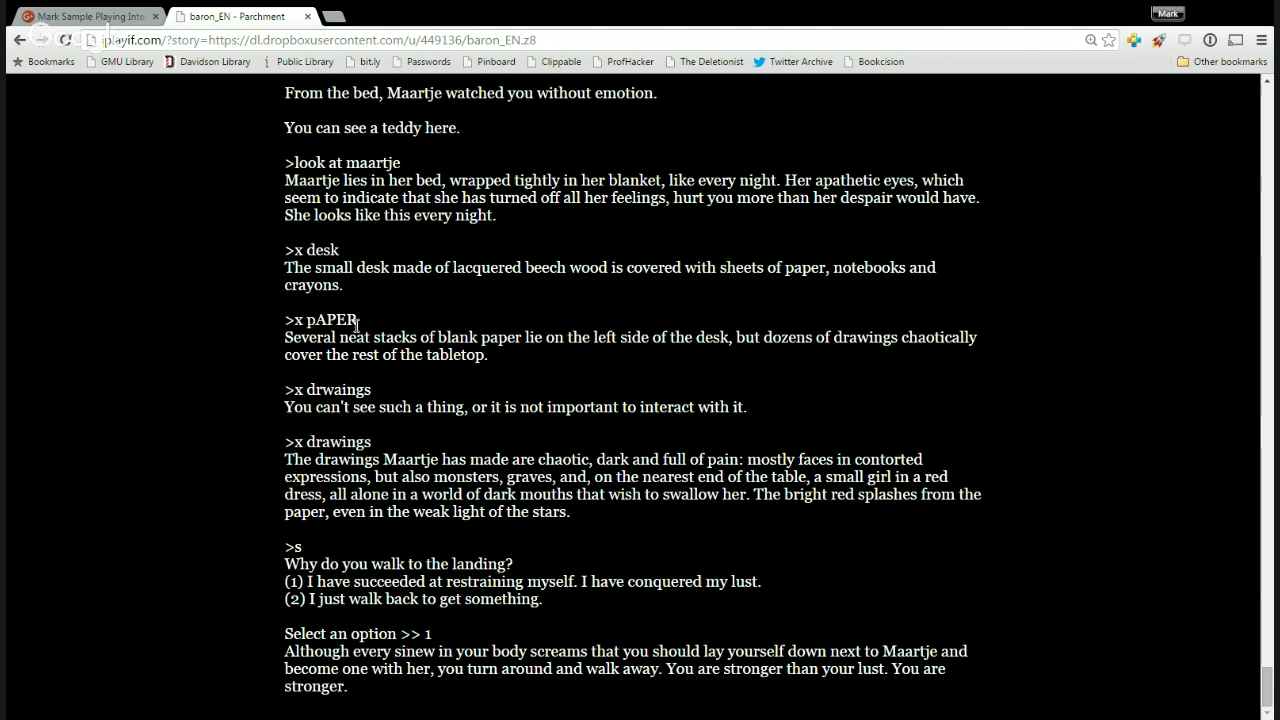 Mark Sample Playing Inte
baron_EN - Parchment
Mark
iplayif.com/?story=https://dl.dropboxusercontent.com/u/449136/baron_EN.z8
Bookmarks GMU Library Davidson Library Public Library bit.ly Passwords Pinboard Clippable ProfHacker The Deletionist Twitter Archive Bookcision Other bookmarks
From the bed, Maartje watched you without emotion.
You can see a teddy here.
>look at maartje
Maartje lies in her bed, wrapped tightly in her blanket, like every night. Her apathetic eyes, which
seem to indicate that she has turned off all her feelings, hurt you more than her despair would have.
She looks like this every night.
>x desk
The small desk made of lacquered beech wood is covered with sheets of paper, notebooks and
crayons.
>x pAPER
Several neat stacks of blank paper lie on the left side of the desk, but dozens of drawings chaotically
cover the rest of the tabletop.
>x drwaings
You can't see such a thing, or it is not important to interact with it.
>x drawings
The drawings Maartje has made are chaotic, dark and full of pain: mostly faces in contorted
expressions, but also monsters, graves, and, on the nearest end of the table, a small girl in a red
dress, all alone in a world of dark mouths that wish to swallow her. The bright red splashes from the
paper, even in the weak light of the stars.
>s
Why do you walk to the landing?
(1) I have succeeded at restraining myself. I have conquered my lust.
(2) I just walk back to get something.
Select an option >> 1
Although every sinew in your body screams that you should lay yourself down next to Maartje and
become one with her, you turn around and walk away. You are stronger than your lust. You are
stronger.